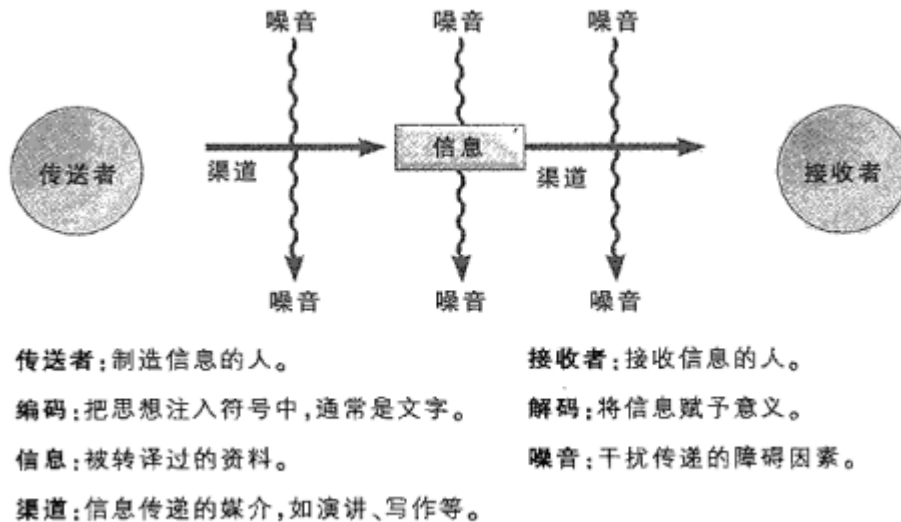 噪音 噪音 噪音
传送者 渠道 信息 渠道 接收者
噪音 噪音 噪音
传送者:制造信息的人。
编码:把思想注入符号中,通常是文字。
信息:被转译过的资料。
渠道:信息传递的媒介,如演讲、写作等。
接收者:接收信息的人。
解码:将信息赋予意义。
噪音:干扰传递的障碍因素。